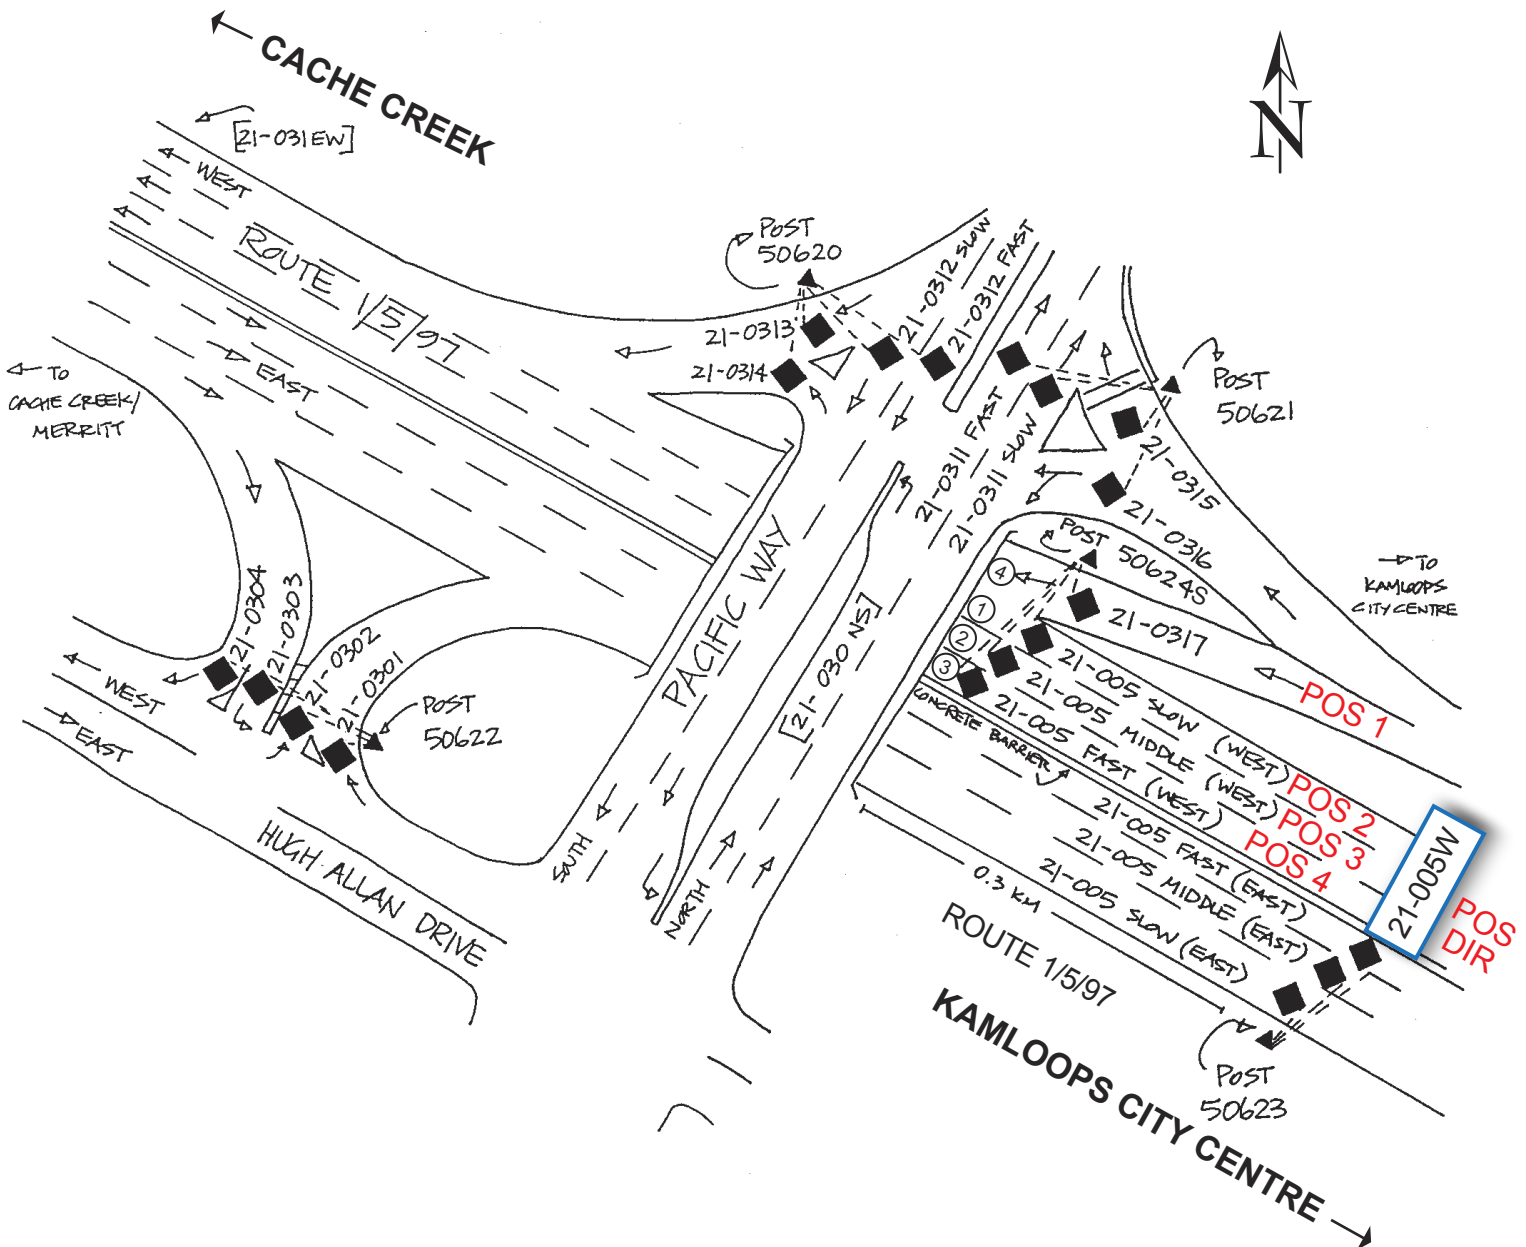 ← CACHE CREEK
[21-031EW]
WEST
ROUTE 1/5/97
EAST
← TO
CACHE CREEK/
MERRITT
POST
50620
21-0313
21-0314
21-0312 SLOW
21-0312 FAST
N
POST
50621
21-0311 FAST
21-0311 SLOW
21-0315
21-0316
→ TO
KAMLOOPS
CITY CENTRE
POST 50624S
4
1
2
3
21-0317
PACIFIC WAY
[21-030 NS]
21-0304
21-0303
21-0302
21-0301
POST
50622
WEST
EAST
HUGH ALLAN DRIVE
SOUTH
NORTH
POS 1
21-005 SLOW (WEST)
POS 2
21-005 MIDDLE (WEST)
POS 3
21-005 FAST (WEST)
POS 4
CONCRETE BARRIER
21-005 FAST (EAST)
21-005 MIDDLE (EAST)
21-005 SLOW (EAST)
21-005W
POS
DIR
0.3 KM
ROUTE 1/5/97
POST
50623
KAMLOOPS CITY CENTRE →